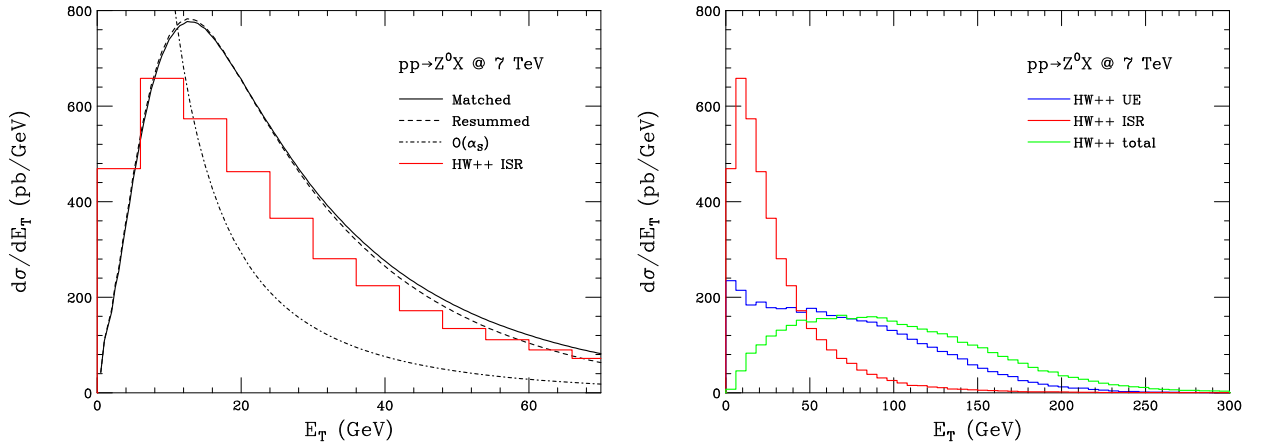 pp→Z⁰X @ 7 TeV
Matched
Resummed
O(αₛ)
HW++ ISR
dσ/dE_T (pb/GeV)
800
600
400
200
0
0 20 40 60
E_T (GeV)
pp→Z⁰X @ 7 TeV
HW++ UE
HW++ ISR
HW++ total
dσ/dE_T (pb/GeV)
800
600
400
200
0
0 50 100 150 200 250 300
E_T (GeV)